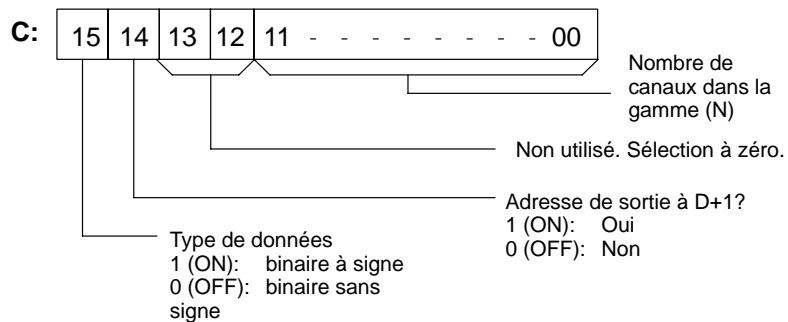 C: 15 14 13 12 11 - - - - - - - - 00
Nombre de
canaux dans la
gamme (N)
Non utilisé. Sélection à zéro.
Adresse de sortie à D+1?
1 (ON): Oui
0 (OFF): Non
Type de données
1 (ON): binaire à signe
0 (OFF): binaire sans
signe